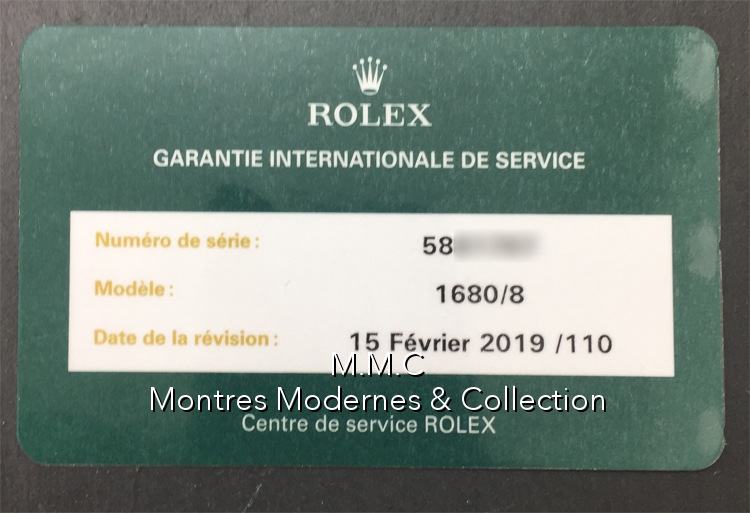 ROLEX
GARANTIE INTERNATIONALE DE SERVICE
Numéro de série : 58
Modèle : 1680/8
Date de la révision : 15 Février 2019 /110
M.M.C
Montres Modernes & Collection
Centre de service ROLEX